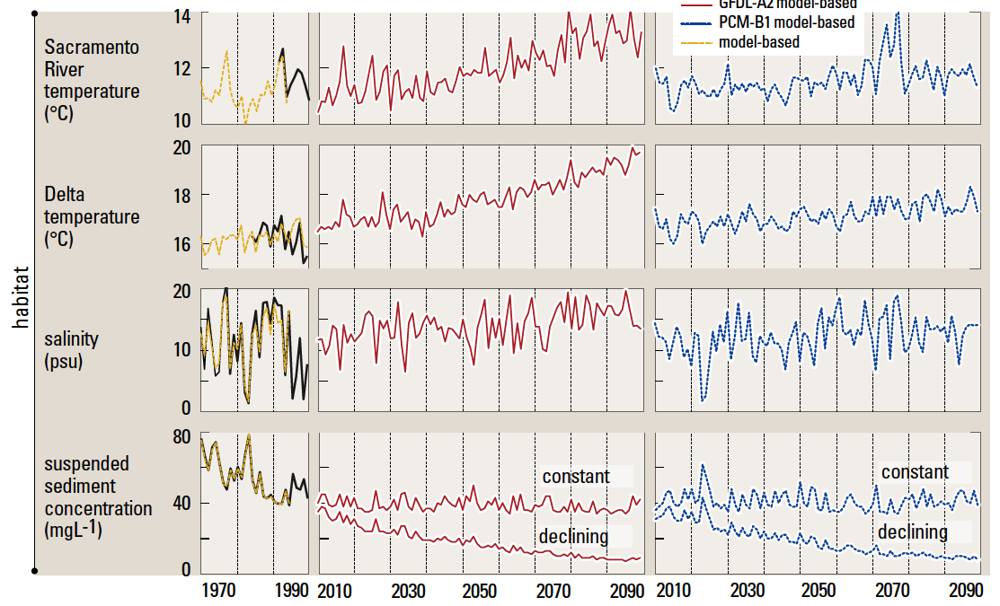 GFDL-A2 model-based
PCM-B1 model-based
model-based
habitat
Sacramento
River
temperature
(°C)
14
12
10
Delta
temperature
(°C)
20
18
16
salinity
(psu)
20
10
0
suspended
sediment
concentration
(mgL-1)
80
40
0
constant
declining
constant
declining
1970 1990 2010 2030 2050 2070 2090 2010 2030 2050 2070 2090